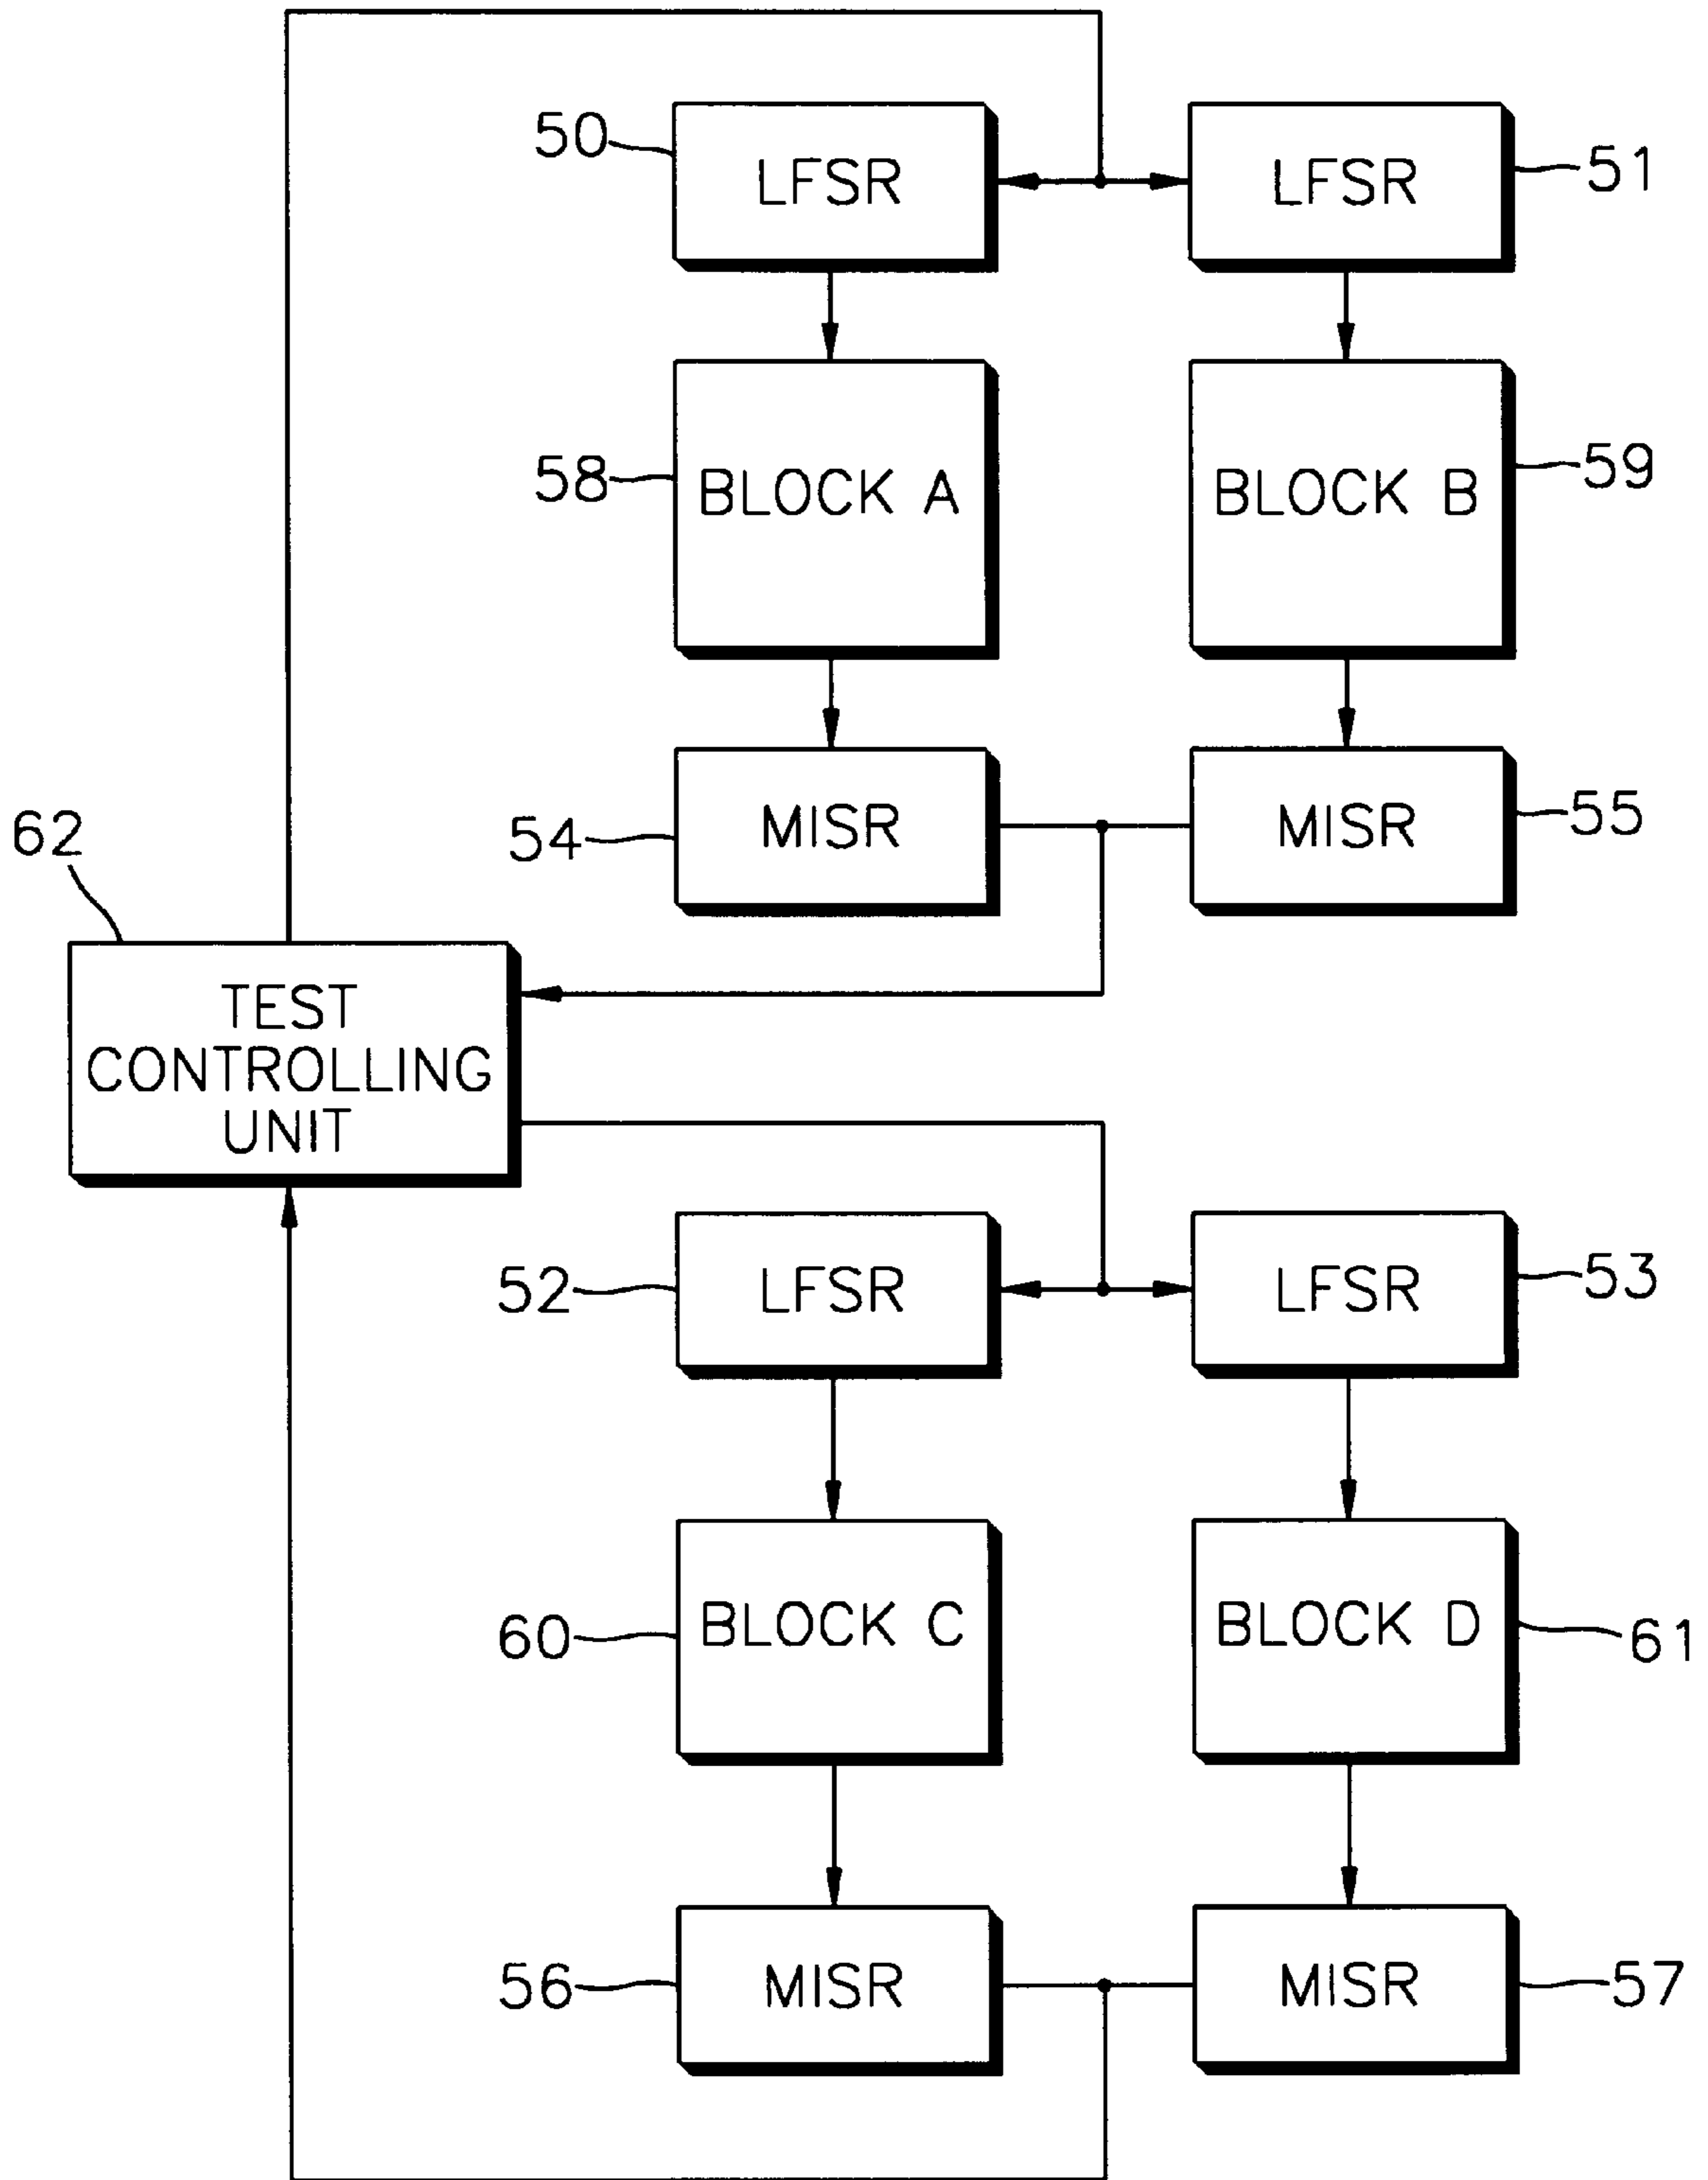 50
LFSR
LFSR
51
58
BLOCK A
BLOCK B
59
62
54
MISR
MISR
55
TEST
CONTROLLING
UNIT
52
LFSR
LFSR
53
60
BLOCK C
BLOCK D
61
56
MISR
MISR
57